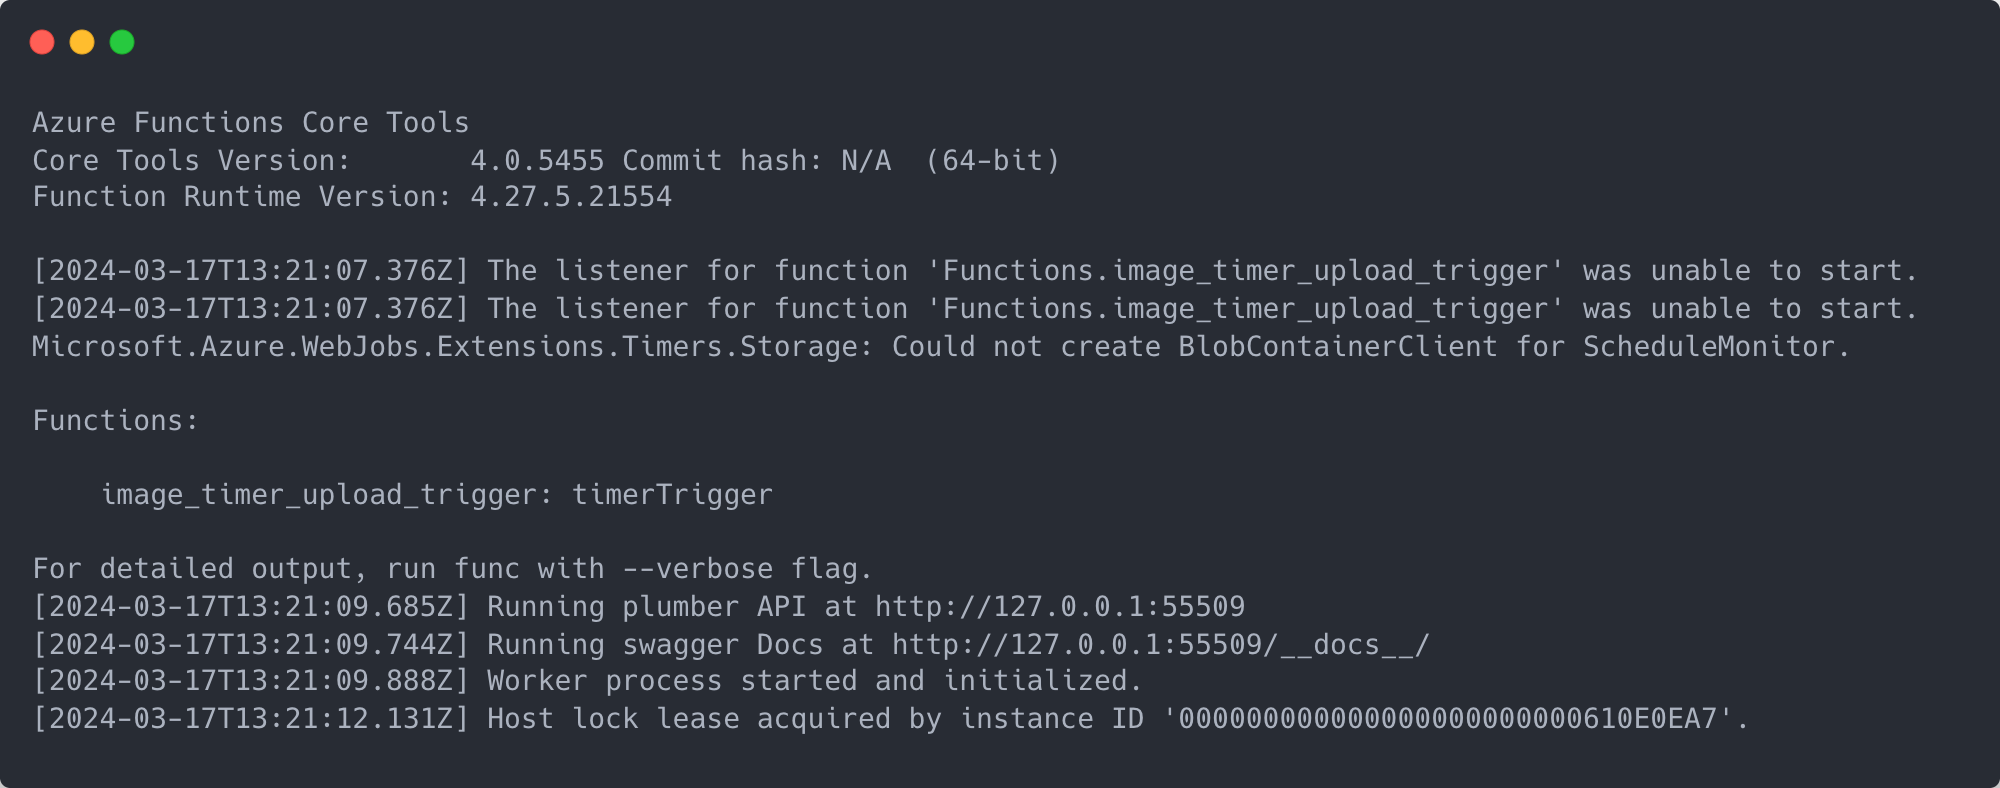 Azure Functions Core Tools
Core Tools Version:       4.0.5455 Commit hash: N/A  (64-bit)
Function Runtime Version: 4.27.5.21554
[2024-03-17T13:21:07.376Z] The listener for function 'Functions.image_timer_upload_trigger' was unable to start.
[2024-03-17T13:21:07.376Z] The listener for function 'Functions.image_timer_upload_trigger' was unable to start.
Microsoft.Azure.WebJobs.Extensions.Timers.Storage: Could not create BlobContainerClient for ScheduleMonitor.
Functions:
image_timer_upload_trigger: timerTrigger
For detailed output, run func with --verbose flag.
[2024-03-17T13:21:09.685Z] Running plumber API at http://127.0.0.1:55509
[2024-03-17T13:21:09.744Z] Running swagger Docs at http://127.0.0.1:55509/__docs__/
[2024-03-17T13:21:09.888Z] Worker process started and initialized.
[2024-03-17T13:21:12.131Z] Host lock lease acquired by instance ID '000000000000000000000000610E0EA7'.